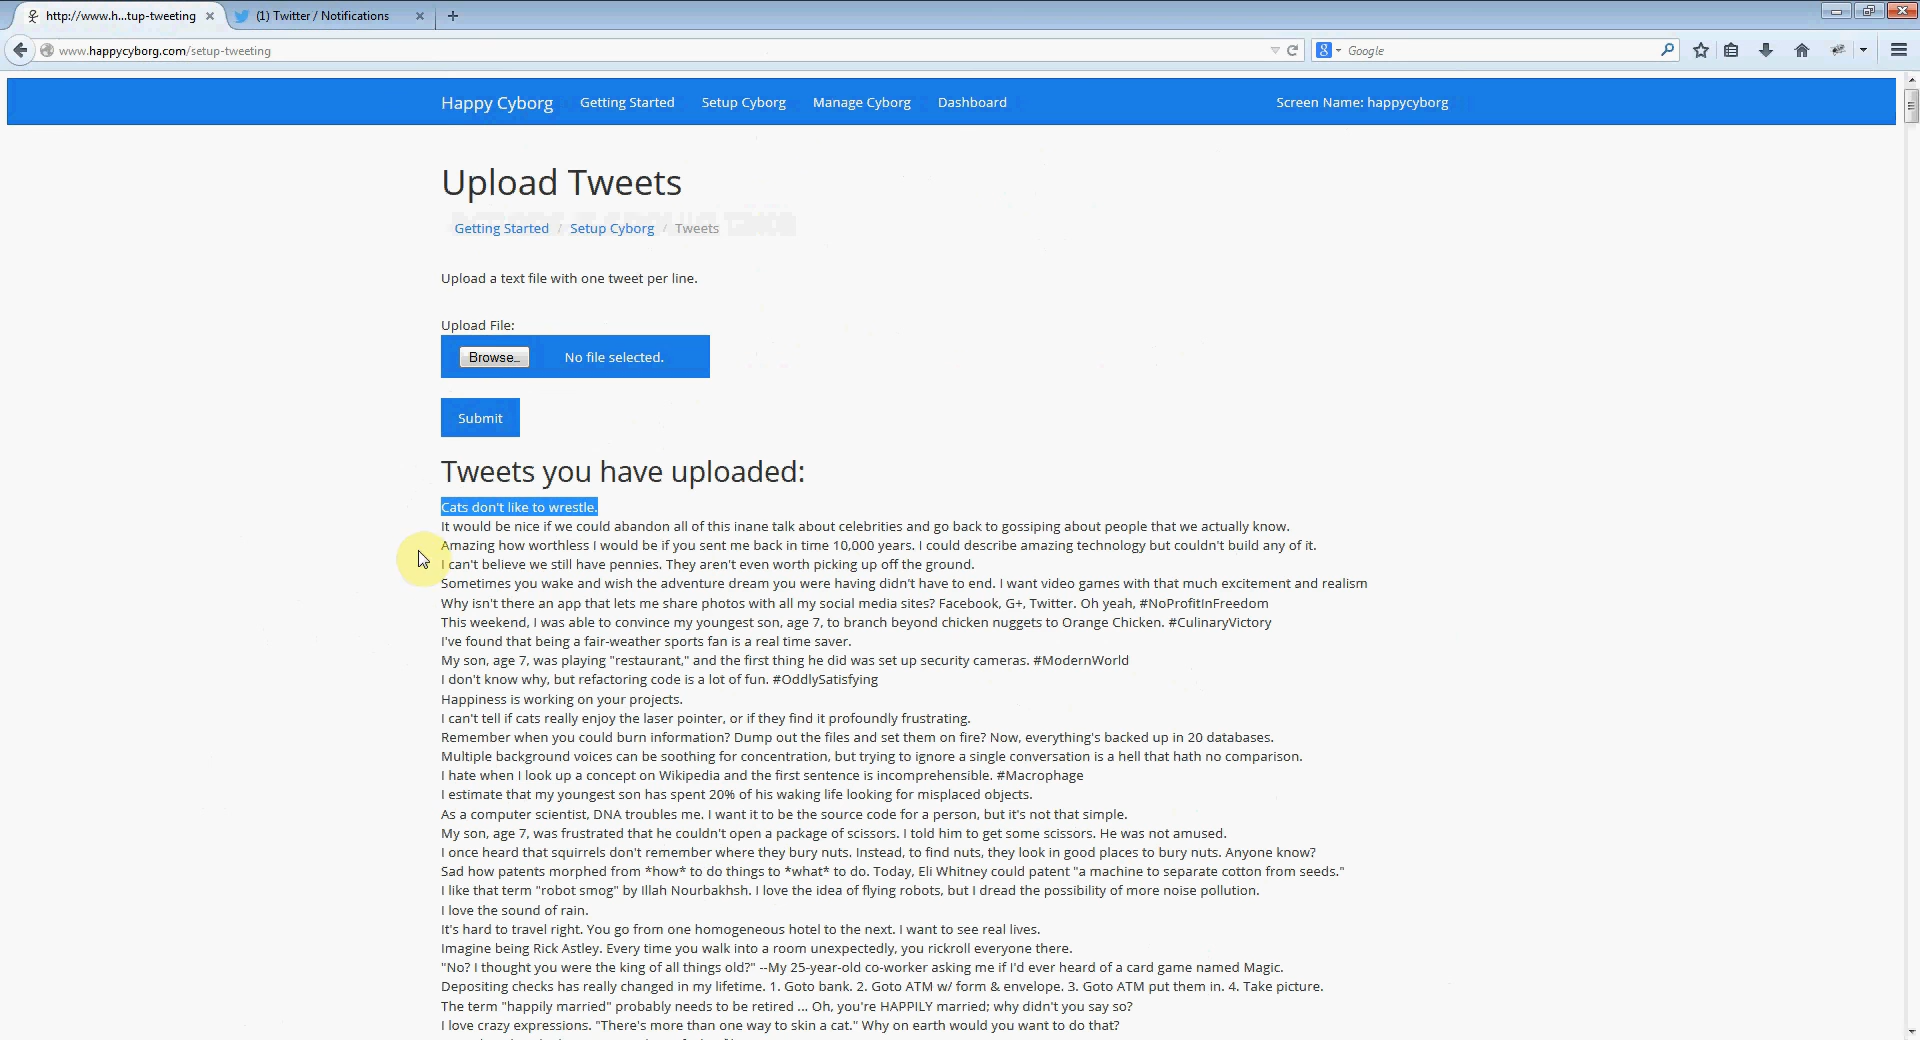 http://www.h...tup-tweeting
(1) Twitter / Notifications
www.happycyborg.com/setup-tweeting
Google
Happy Cyborg Getting Started Setup Cyborg Manage Cyborg Dashboard Screen Name: happycyborg
Upload Tweets
Getting Started / Setup Cyborg / Tweets
Upload a text file with one tweet per line.
Upload File:
Browse... No file selected.
Submit
Tweets you have uploaded:
Cats don't like to wrestle.
It would be nice if we could abandon all of this inane talk about celebrities and go back to gossiping about people that we actually know.
Amazing how worthless I would be if you sent me back in time 10,000 years. I could describe amazing technology but couldn't build any of it.
I can't believe we still have pennies. They aren't even worth picking up off the ground.
Sometimes you wake and wish the adventure dream you were having didn't have to end. I want video games with that much excitement and realism
Why isn't there an app that lets me share photos with all my social media sites? Facebook, G+, Twitter. Oh yeah, #NoProfitInFreedom
This weekend, I was able to convince my youngest son, age 7, to branch beyond chicken nuggets to Orange Chicken. #CulinaryVictory
I've found that being a fair-weather sports fan is a real time saver.
My son, age 7, was playing "restaurant," and the first thing he did was set up security cameras. #ModernWorld
I don't know why, but refactoring code is a lot of fun. #OddlySatisfying
Happiness is working on your projects.
I can't tell if cats really enjoy the laser pointer, or if they find it profoundly frustrating.
Remember when you could burn information? Dump out the files and set them on fire? Now, everything's backed up in 20 databases.
Multiple background voices can be soothing for concentration, but trying to ignore a single conversation is a hell that hath no comparison.
I hate when I look up a concept on Wikipedia and the first sentence is incomprehensible. #Macrophage
I estimate that my youngest son has spent 20% of his waking life looking for misplaced objects.
As a computer scientist, DNA troubles me. I want it to be the source code for a person, but it's not that simple.
My son, age 7, was frustrated that he couldn't open a package of scissors. I told him to get some scissors. He was not amused.
I once heard that squirrels don't remember where they bury nuts. Instead, to find nuts, they look in good places to bury nuts. Anyone know?
Sad how patents morphed from *how* to do things to *what* to do. Today, Eli Whitney could patent "a machine to separate cotton from seeds."
I like that term "robot smog" by Illah Nourbakhsh. I love the idea of flying robots, but I dread the possibility of more noise pollution.
I love the sound of rain.
It's hard to travel right. You go from one homogeneous hotel to the next. I want to see real lives.
Imagine being Rick Astley. Every time you walk into a room unexpectedly, you rickroll everyone there.
"No? I thought you were the king of all things old?" --My 25-year-old co-worker asking me if I'd ever heard of a card game named Magic.
Depositing checks has really changed in my lifetime. 1. Goto bank. 2. Goto ATM w/ form & envelope. 3. Goto ATM put them in. 4. Take picture.
The term "happily married" probably needs to be retired ... Oh, you're HAPPILY married; why didn't you say so?
I love crazy expressions. "There's more than one way to skin a cat." Why on earth would you want to do that?